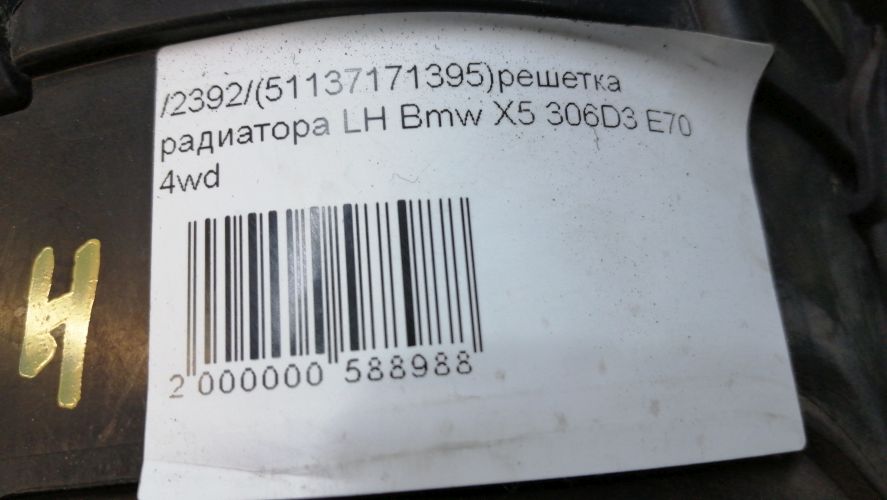 /2392/(51137171395)решетка
радиатора LH Bmw X5 306D3 E70
4wd
2 000000 588988
И